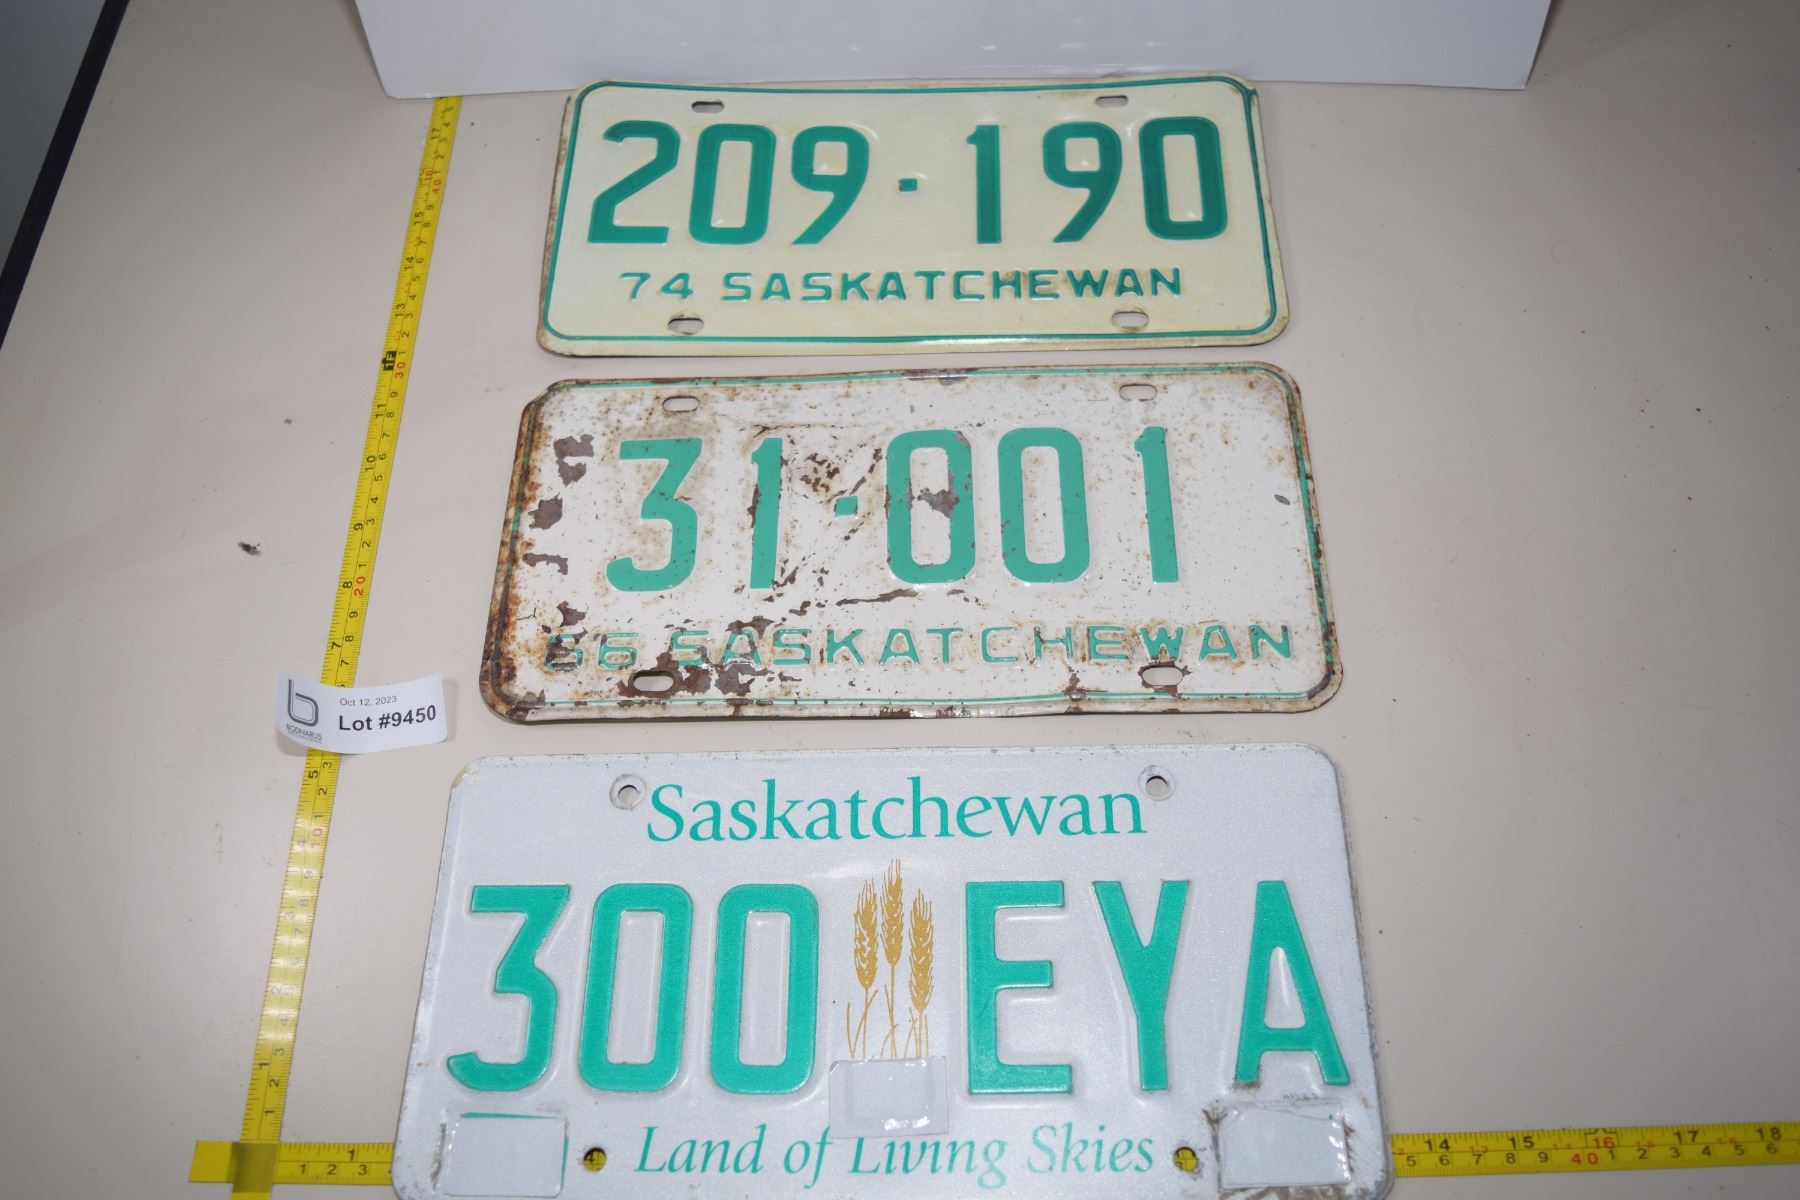 209·190
74 SASKATCHEWAN
31·001
66 SASKATCHEWAN
Oct 12, 2023
Lot #9450
BODNARUS
Saskatchewan
300 EYA
Land of Living Skies